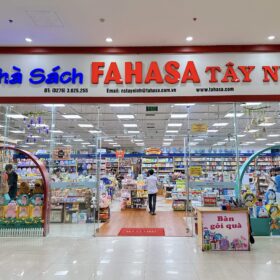 hà Sách FAHASA TÂY N
ĐT: (0276) 3.625.255 Email: nstayninh@fahasa.com.vn www.fahasa.com
Bàn
gói quà